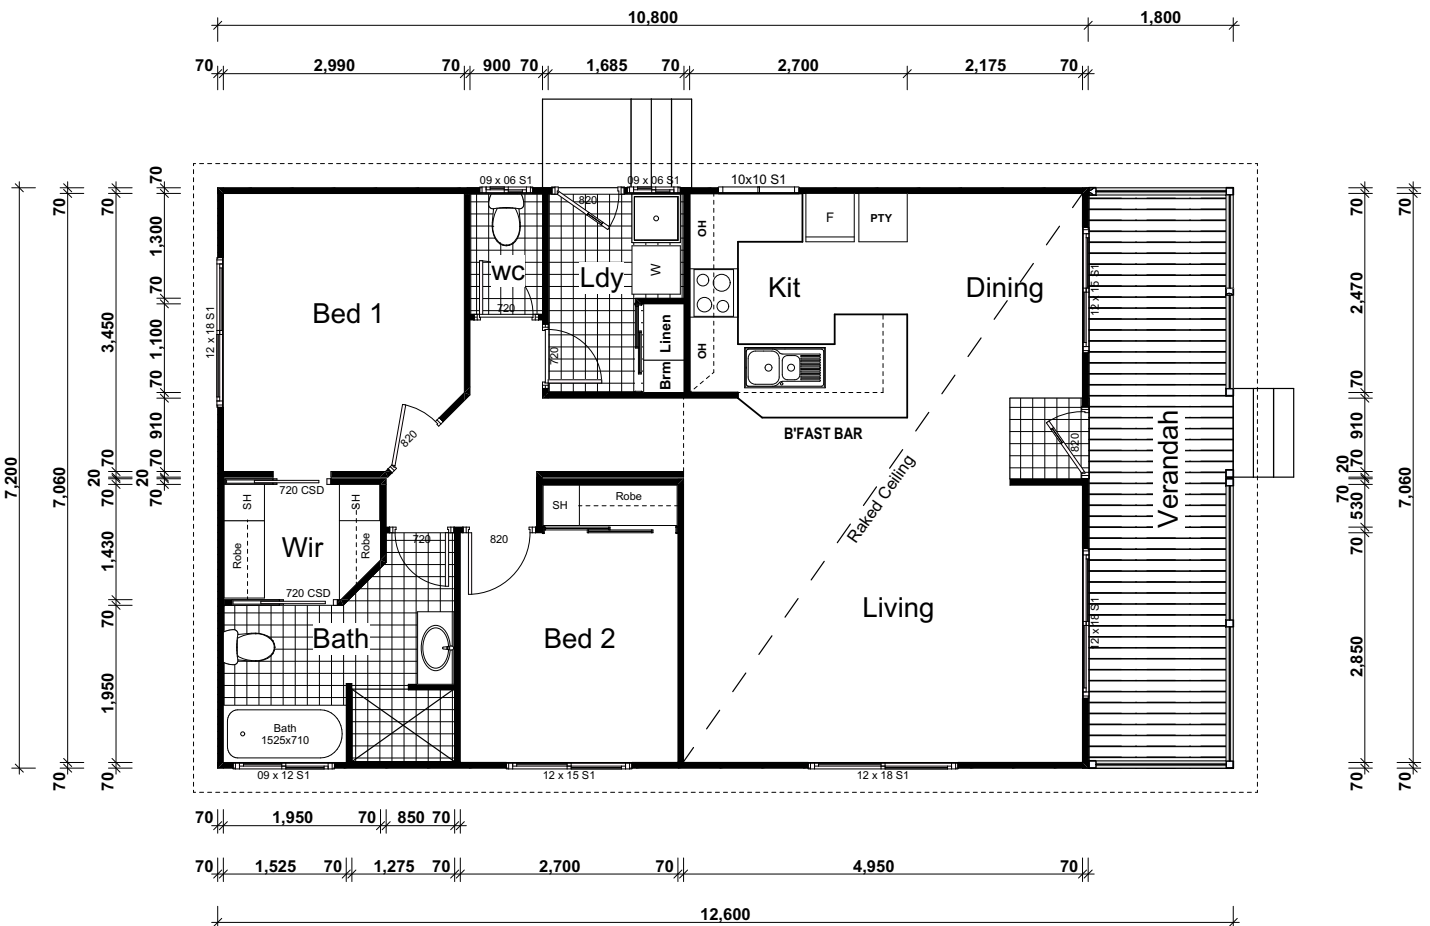 10,800 1,800
70 2,990 70 900 70 1,685 70 2,700 2,175 70
09 x 06 S1 09 x 06 S1 10x10 S1
820
OH F PTY
W
WC Ldy Kit Dining
Bed 1
720
12 x 18 S1
12 x 15 S1
720
Linen
Brm
OH
B'FAST BAR
820
820
Verandah
Raked Ceiling
720 CSD
SH SH
Robe Robe
Wir
720 CSD
720 820
SH Robe
Living
12 x 18 S1
Bath Bed 2
Bath
1525x710
09 x 12 S1 12 x 15 S1 12 x 18 S1
7,200
70 7,060 70
70 3,450 20 70 1,430 70 1,950 70
70 1,300 70 1,100 70 910 70 20 70
70 2,470 70 910 70 20 70 530 70 2,850 70
70 7,060 70
70 1,950 70 850 70
70 1,525 70 1,275 70 2,700 70 4,950 70
12,600